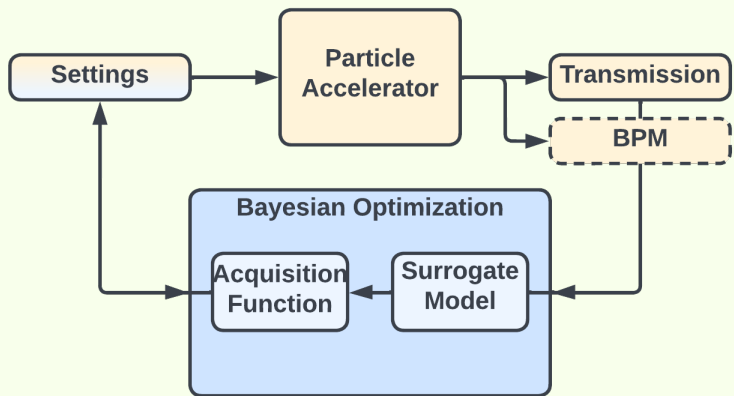 Settings
Particle
Accelerator
Transmission
BPM
Bayesian Optimization
Acquisition
Function
Surrogate
Model